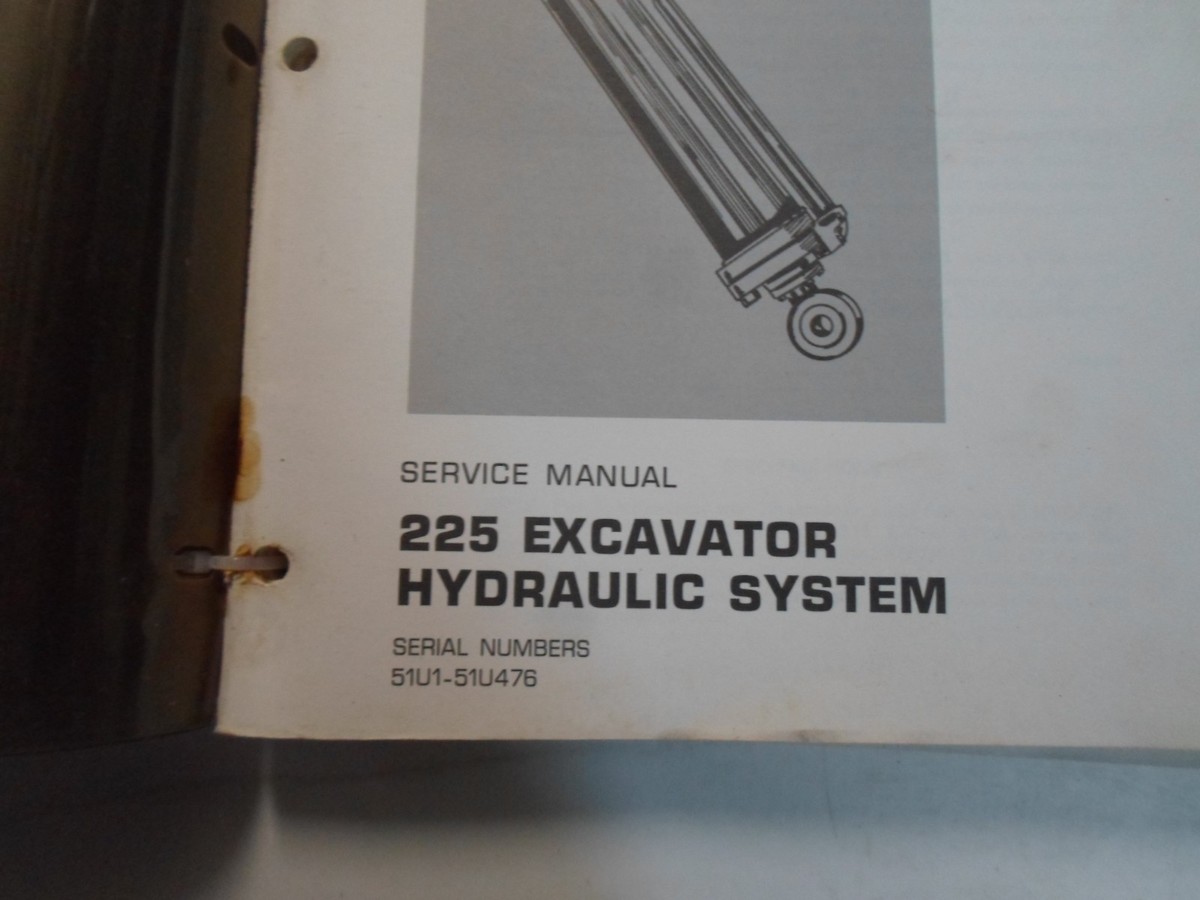 SERVICE MANUAL
225 EXCAVATOR
HYDRAULIC SYSTEM
SERIAL NUMBERS
51U1-51U476